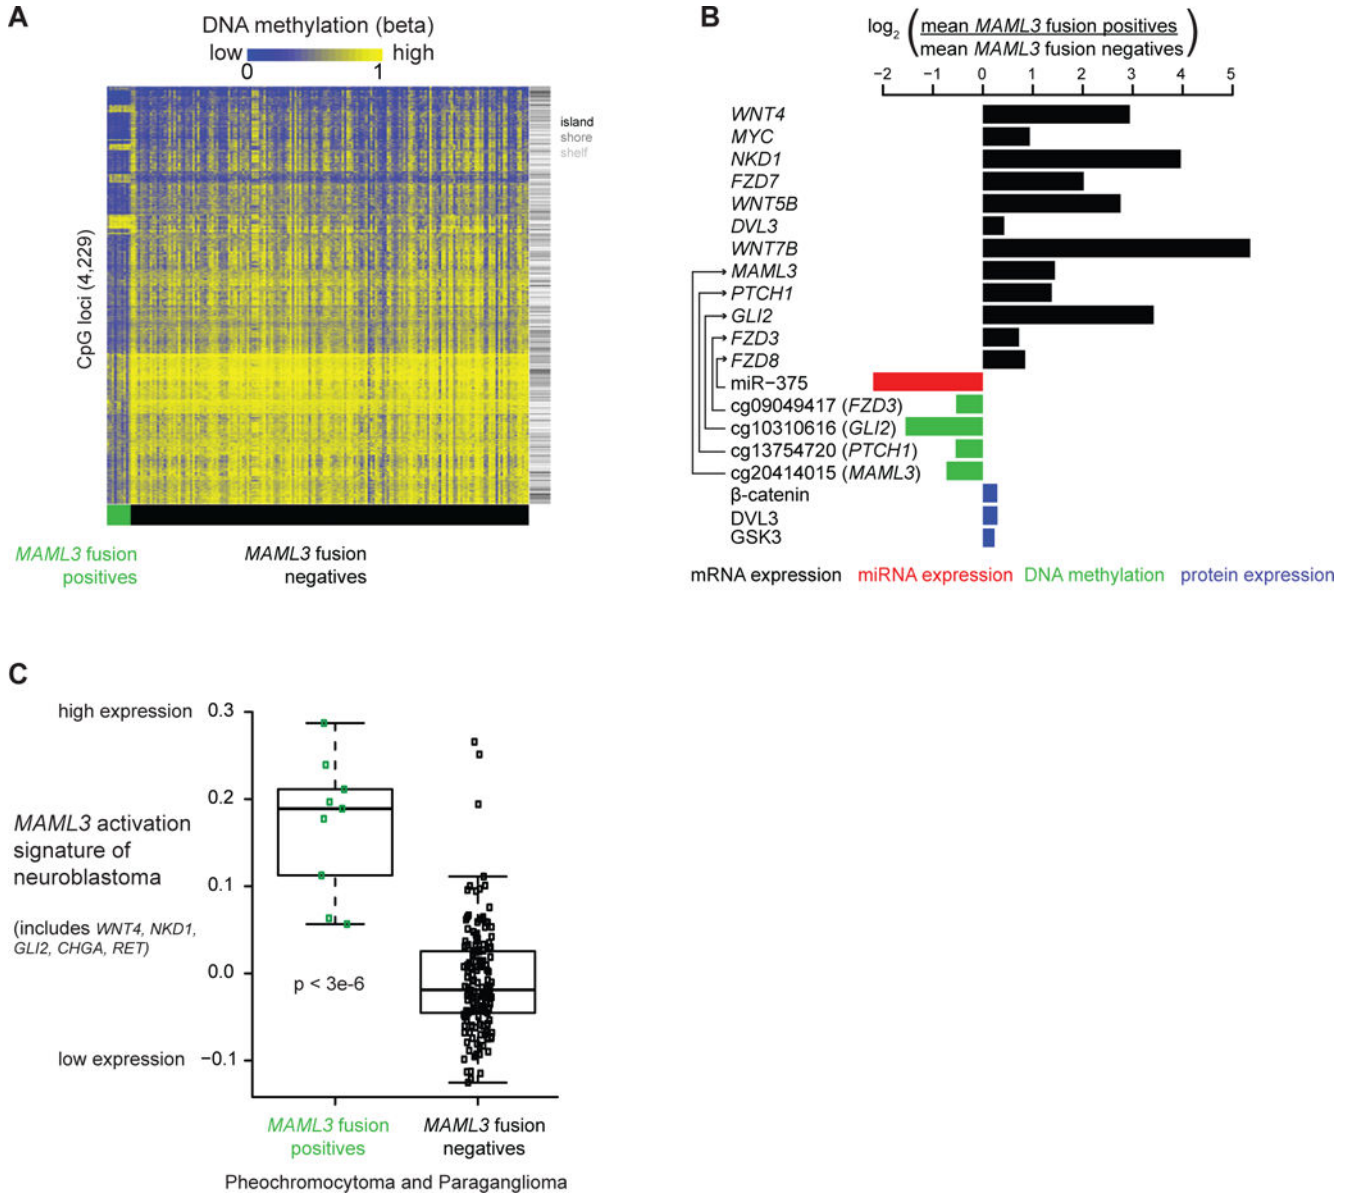 A
DNA methylation (beta)
low
high
0
1
island
shore
shelf
CpG loci (4,229)
MAML3 fusion
positives
MAML3 fusion
negatives
B
log2 (mean MAML3 fusion positives
mean MAML3 fusion negatives)
−2 −1 0 1 2 3 4 5
WNT4
MYC
NKD1
FZD7
WNT5B
DVL3
WNT7B
MAML3
PTCH1
GLI2
FZD3
FZD8
miR−375
cg09049417 (FZD3)
cg10310616 (GLI2)
cg13754720 (PTCH1)
cg20414015 (MAML3)
β-catenin
DVL3
GSK3
mRNA expression miRNA expression DNA methylation protein expression
C
high expression
0.3
0.2
MAML3 activation
signature of
neuroblastoma
0.1
(includes WNT4, NKD1,
GLI2, CHGA, RET)
0.0
p < 3e-6
low expression
−0.1
MAML3 fusion
positives
MAML3 fusion
negatives
Pheochromocytoma and Paraganglioma